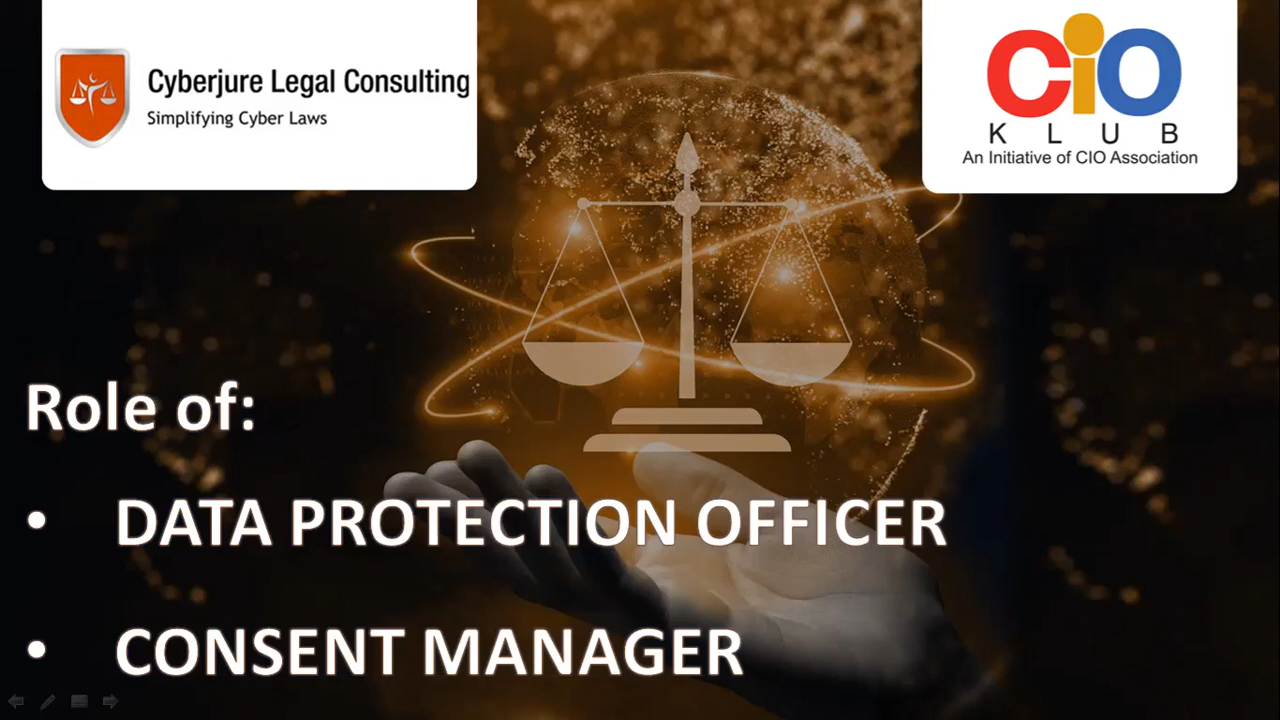 Cyberjure Legal Consulting
Simplifying Cyber Laws
CiO
KLUB
An Initiative of CIO Association
Role of:
• DATA PROTECTION OFFICER
• CONSENT MANAGER